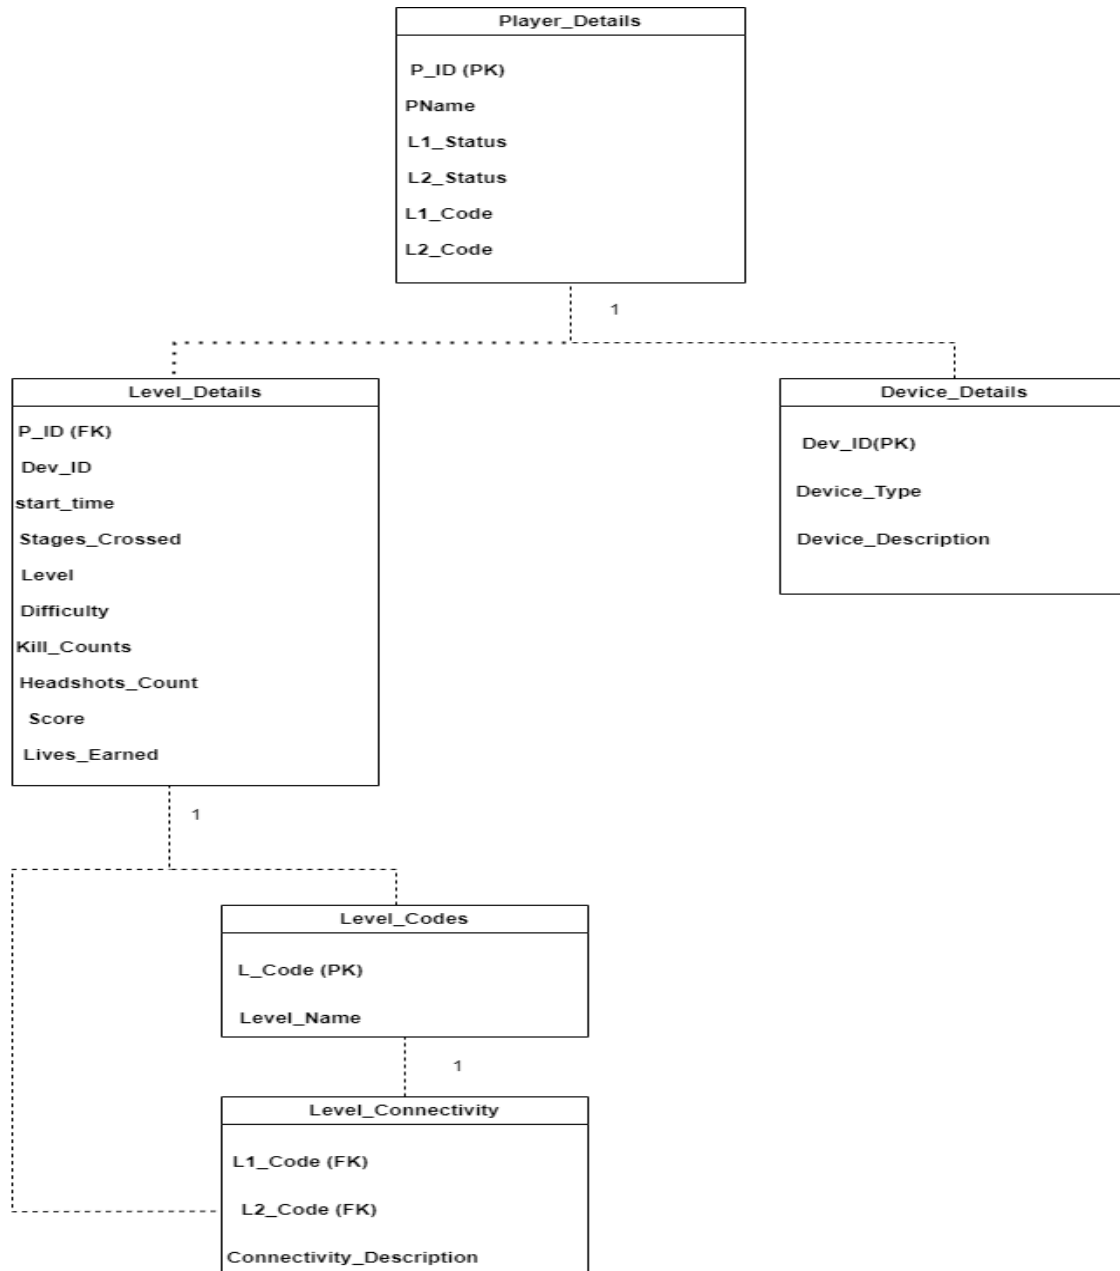 Player_Details
P_ID (PK)
PName
L1_Status
L2_Status
L1_Code
L2_Code
1
Level_Details
P_ID (FK)
Dev_ID
start_time
Stages_Crossed
Level
Difficulty
Kill_Counts
Headshots_Count
Score
Lives_Earned
Device_Details
Dev_ID(PK)
Device_Type
Device_Description
1
Level_Codes
L_Code (PK)
Level_Name
1
Level_Connectivity
L1_Code (FK)
L2_Code (FK)
Connectivity_Description